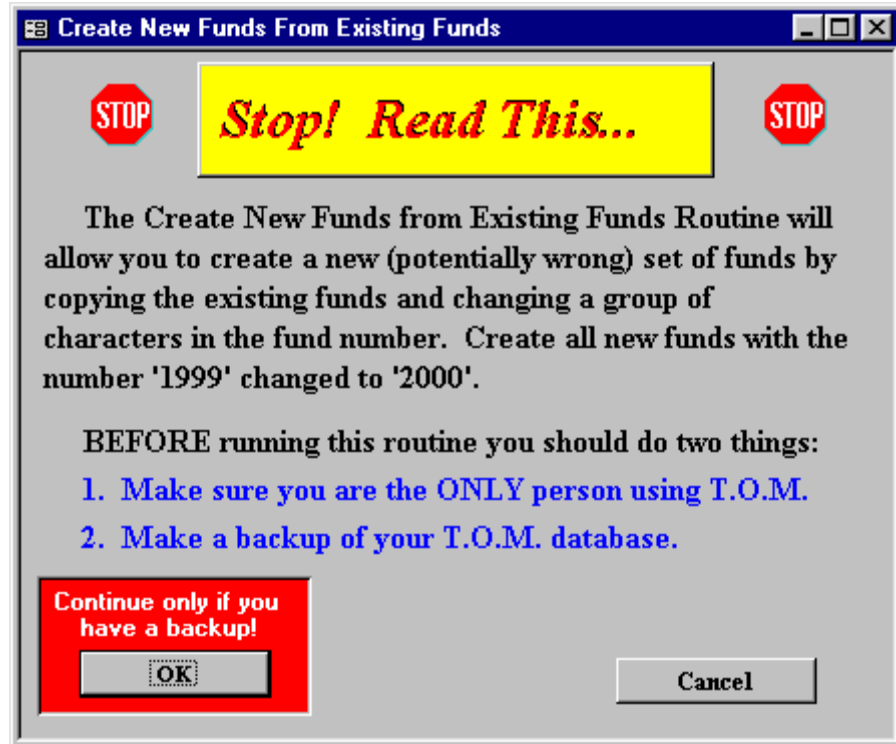 Create New Funds From Existing Funds
STOP
Stop! Read This...
STOP
The Create New Funds from Existing Funds Routine will
allow you to create a new (potentially wrong) set of funds by
copying the existing funds and changing a group of
characters in the fund number. Create all new funds with the
number '1999' changed to '2000'.
BEFORE running this routine you should do two things:
1. Make sure you are the ONLY person using T.O.M.
2. Make a backup of your T.O.M. database.
Continue only if you
have a backup!
OK
Cancel